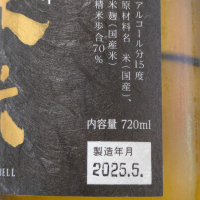 アルコール分15度
原材料名 米(国産)、
米麹(国産米)
精米歩合70%
内容量 720ml
製造年月
2025.5.
ELL